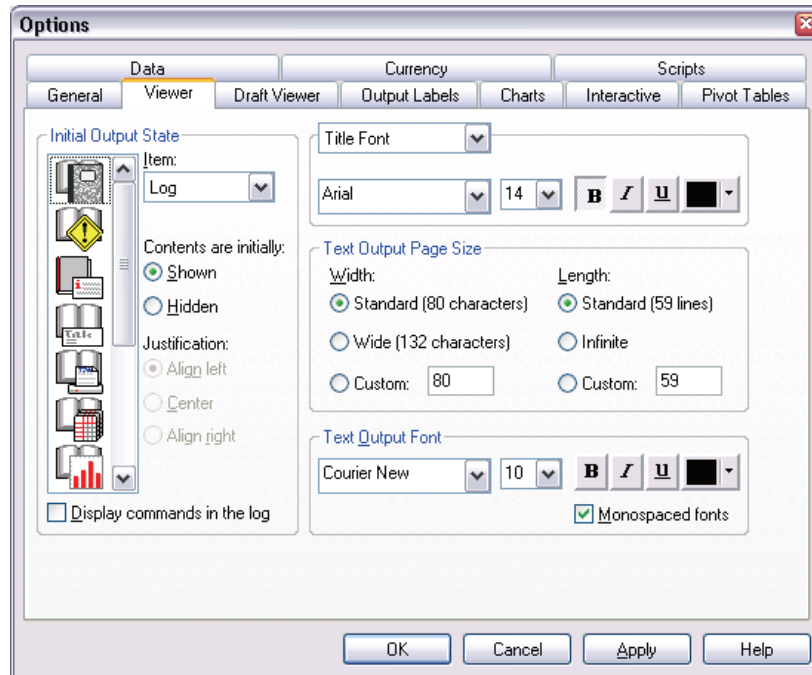 Options
Data Currency Scripts
General Viewer Draft Viewer Output Labels Charts Interactive Pivot Tables
Initial Output State
Item:
Log
Contents are initially:
Shown
Hidden
Justification:
Align left
Center
Align right
Display commands in the log
Title Font
Arial 14 B I U
Text Output Page Size
Width: Length:
Standard (80 characters) Standard (59 lines)
Wide (132 characters) Infinite
Custom: 80 Custom: 59
Text Output Font
Courier New 10 B I U
Monospaced fonts
OK Cancel Apply Help